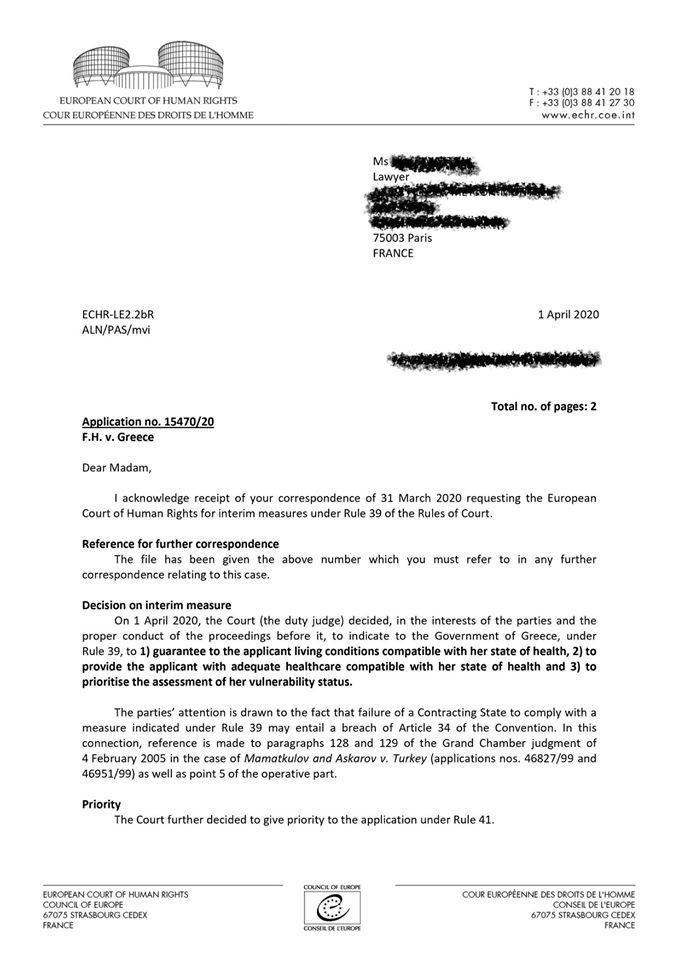 EUROPEAN COURT OF HUMAN RIGHTS
COUR EUROPÉENNE DES DROITS DE L'HOMME
T : +33 (0)3 88 41 20 18
F : +33 (0)3 88 41 27 30
www.echr.coe.int
Ms
Lawyer
75003 Paris
FRANCE
ECHR-LE2.2bR
ALN/PAS/mvi
1 April 2020
Total no. of pages: 2
Application no. 15470/20
F.H. v. Greece
Dear Madam,
I acknowledge receipt of your correspondence of 31 March 2020 requesting the European
Court of Human Rights for interim measures under Rule 39 of the Rules of Court.
Reference for further correspondence
The file has been given the above number which you must refer to in any further
correspondence relating to this case.
Decision on interim measure
On 1 April 2020, the Court (the duty judge) decided, in the interests of the parties and the
proper conduct of the proceedings before it, to indicate to the Government of Greece, under
Rule 39, to 1) guarantee to the applicant living conditions compatible with her state of health, 2) to
provide the applicant with adequate healthcare compatible with her state of health and 3) to
prioritise the assessment of her vulnerability status.
The parties' attention is drawn to the fact that failure of a Contracting State to comply with a
measure indicated under Rule 39 may entail a breach of Article 34 of the Convention. In this
connection, reference is made to paragraphs 128 and 129 of the Grand Chamber judgment of
4 February 2005 in the case of Mamatkulov and Askarov v. Turkey (applications nos. 46827/99 and
46951/99) as well as point 5 of the operative part.
Priority
The Court further decided to give priority to the application under Rule 41.
EUROPEAN COURT OF HUMAN RIGHTS
COUNCIL OF EUROPE
67075 STRASBOURG CEDEX
FRANCE
COUNCIL OF EUROPE
CONSEIL DE L'EUROPE
COUR EUROPÉENNE DES DROITS DE L'HOMME
CONSEIL DE L'EUROPE
67075 STRASBOURG CEDEX
FRANCE